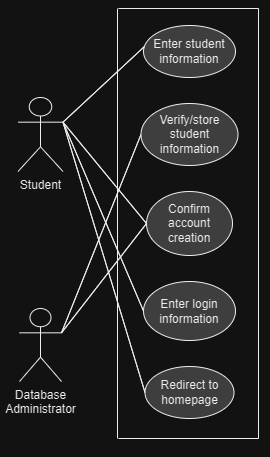 Enter student
information
Verify/store
student
information
Student
Confirm
account
creation
Enter login
information
Database
Administrator
Redirect to
homepage